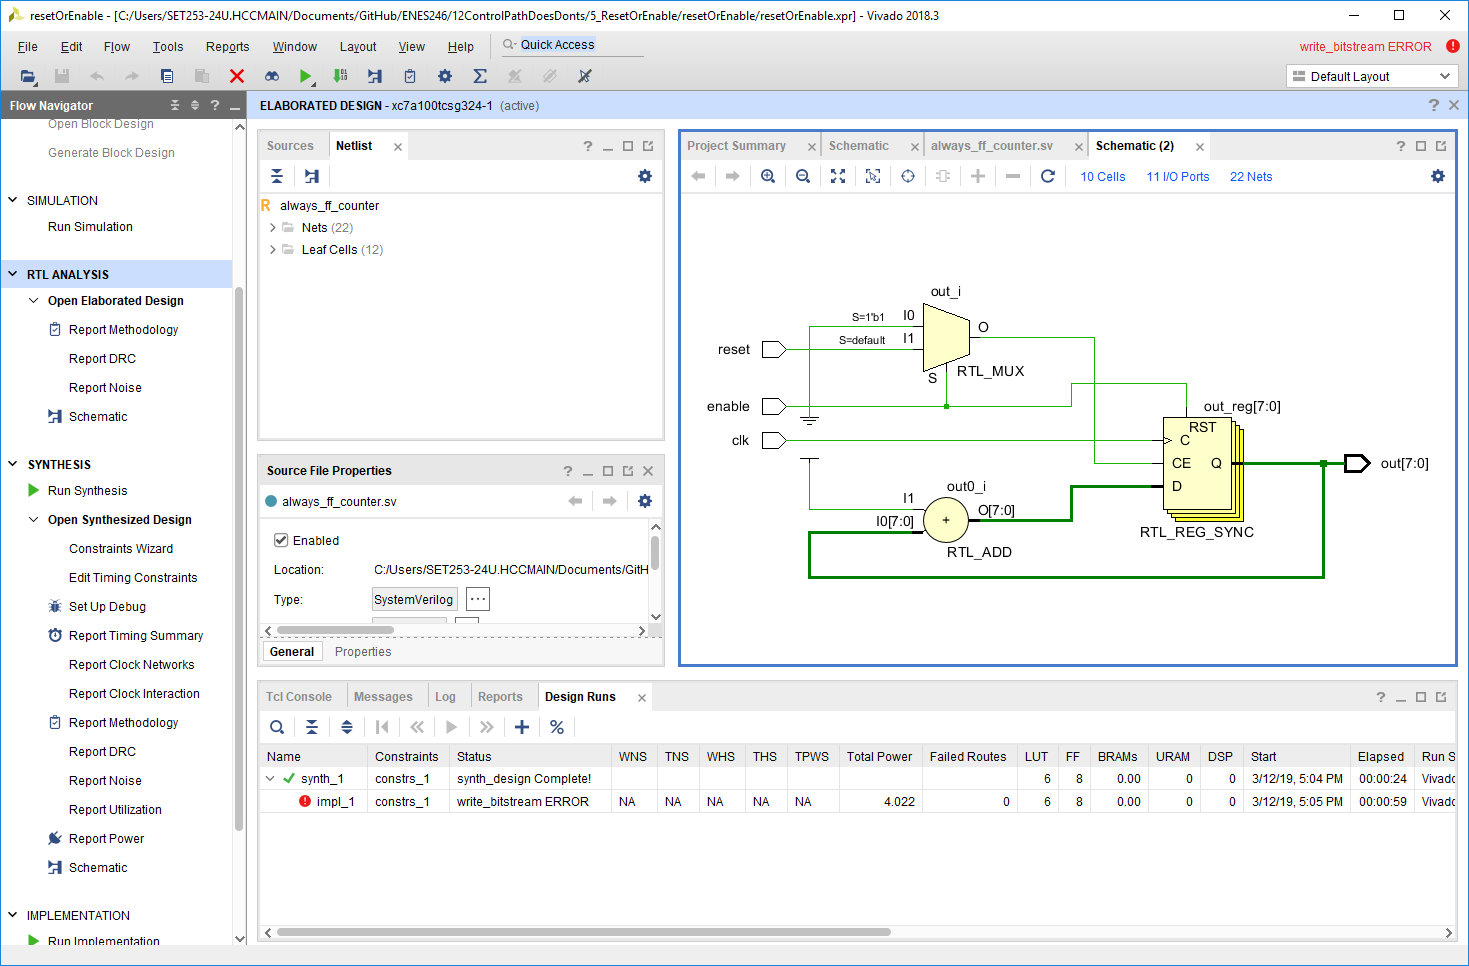 resetOrEnable - [C:/Users/SET253-24U.HCCMAIN/Documents/GitHub/ENES246/12ControlPathDoesDonts/5_ResetOrEnable/resetOrEnable/resetOrEnable.xpr] - Vivado 2018.3
File Edit Flow Tools Reports Window Layout View Help Quick Access
write_bitstream ERROR
Default Layout
Flow Navigator
Open Block Design
Generate Block Design
SIMULATION
Run Simulation
RTL ANALYSIS
Open Elaborated Design
Report Methodology
Report DRC
Report Noise
Schematic
SYNTHESIS
Run Synthesis
Open Synthesized Design
Constraints Wizard
Edit Timing Constraints
Set Up Debug
Report Timing Summary
Report Clock Networks
Report Clock Interaction
Report Methodology
Report DRC
Report Noise
Report Utilization
Report Power
Schematic
IMPLEMENTATION
Run Implementation
ELABORATED DESIGN - xc7a100tcsg324-1 (active)
Sources Netlist
always_ff_counter
Nets (22)
Leaf Cells (12)
Source File Properties
always_ff_counter.sv
Enabled
Location: C:/Users/SET253-24U.HCCMAIN/Documents/GitH
Type: SystemVerilog
General Properties
Project Summary Schematic always_ff_counter.sv Schematic (2)
10 Cells 11 I/O Ports 22 Nets
out_i
S=1'b1 I0
O
S=default I1
reset
S RTL_MUX
enable
out_reg[7:0]
RST
clk
C
CE Q
out[7:0]
D
out0_i
I1
O[7:0]
I0[7:0]
+
RTL_REG_SYNC
RTL_ADD
Tcl Console Messages Log Reports Design Runs
Name Constraints Status WNS TNS WHS THS TPWS Total Power Failed Routes LUT FF BRAMs URAM DSP Start Elapsed Run S
synth_1 constrs_1 synth_design Complete! 6 8 0.00 0 0 3/12/19, 5:04 PM 00:00:24 Vivado
impl_1 constrs_1 write_bitstream ERROR NA NA NA NA NA 4.022 0 6 8 0.00 0 0 3/12/19, 5:05 PM 00:00:59 Vivado